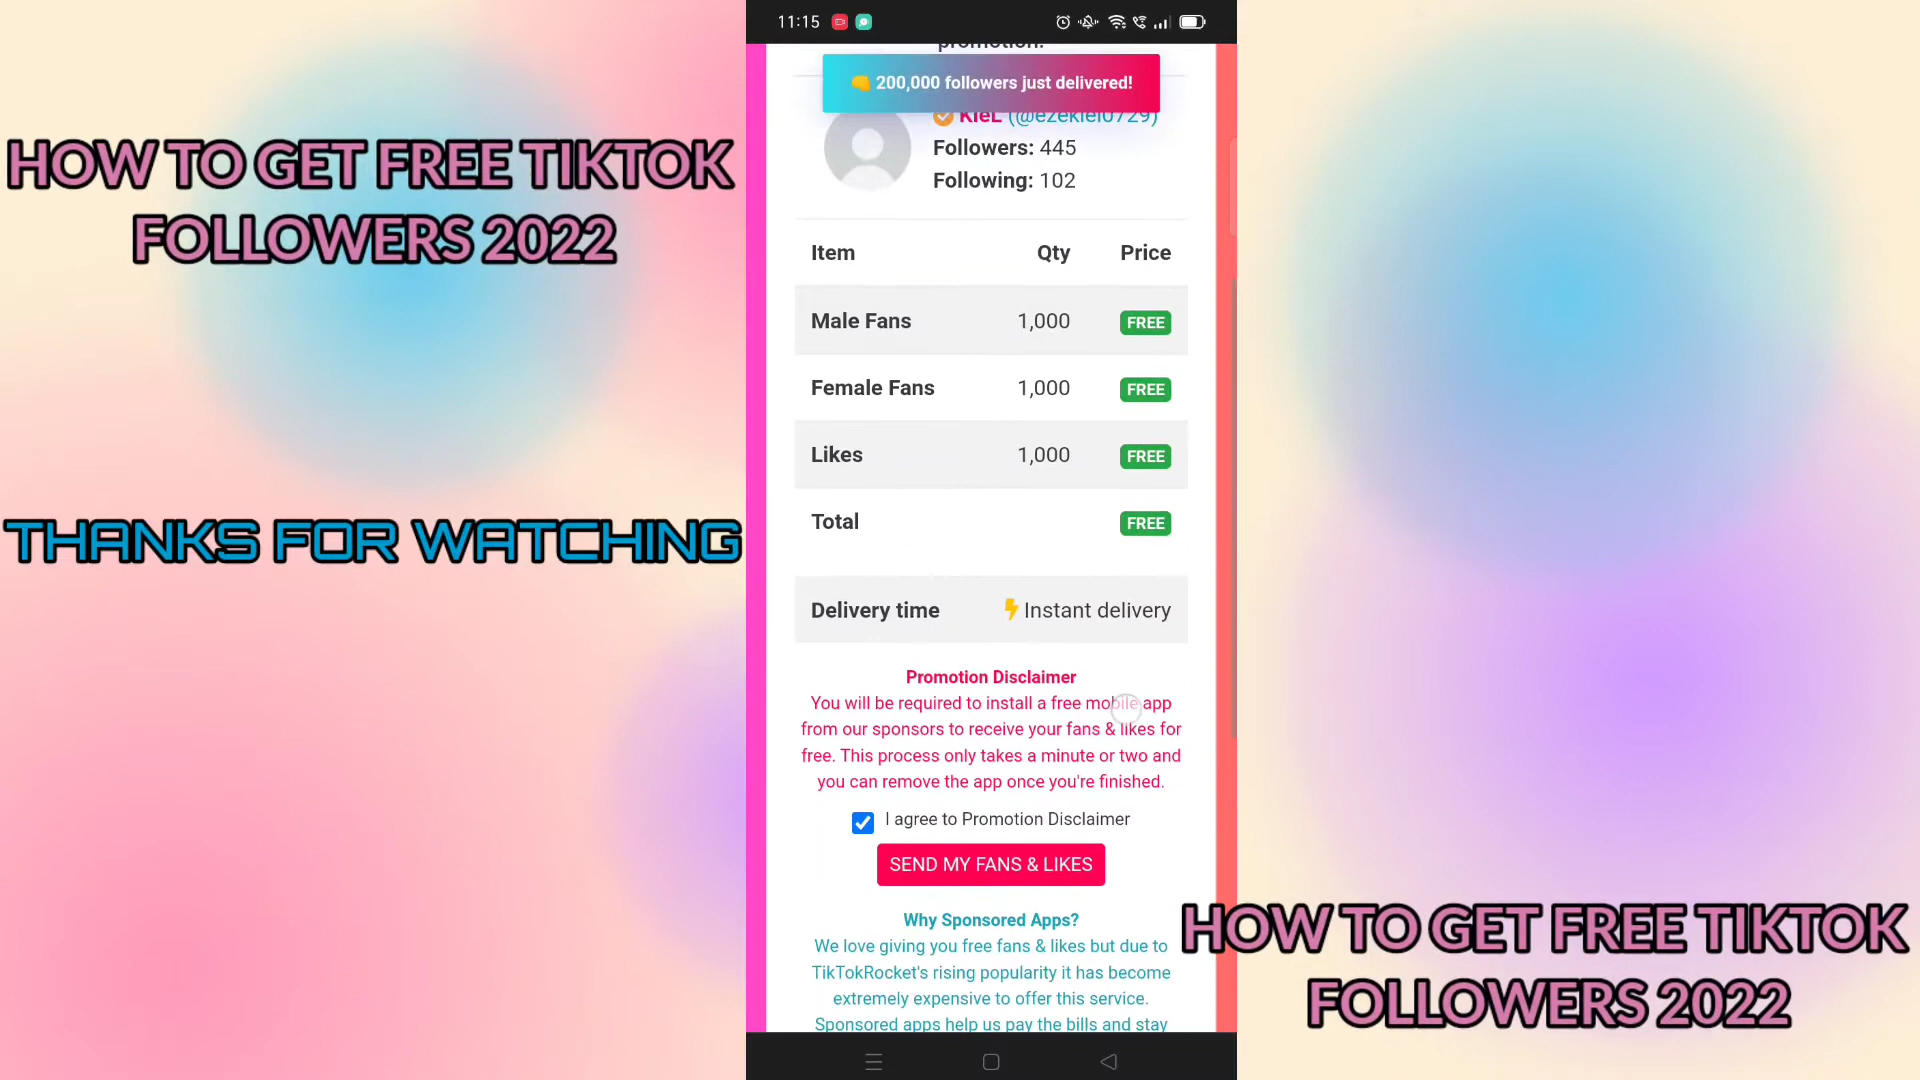 HOW TO GET FREE TIKTOK
FOLLOWERS 2022
THANKS FOR WATCHING
11:15
promotion.
200,000 followers just delivered!
KieL (@ezekiel0729)
Followers: 445
Following: 102
Item Qty Price
Male Fans 1,000 FREE
Female Fans 1,000 FREE
Likes 1,000 FREE
Total FREE
Delivery time Instant delivery
Promotion Disclaimer
You will be required to install a free mobile app
from our sponsors to receive your fans & likes for
free. This process only takes a minute or two and
you can remove the app once you're finished.
I agree to Promotion Disclaimer
SEND MY FANS & LIKES
Why Sponsored Apps?
We love giving you free fans & likes but due to
TikTokRocket's rising popularity it has become
extremely expensive to offer this service.
Sponsored apps help us pay the bills and stay
HOW TO GET FREE TIKTOK
FOLLOWERS 2022